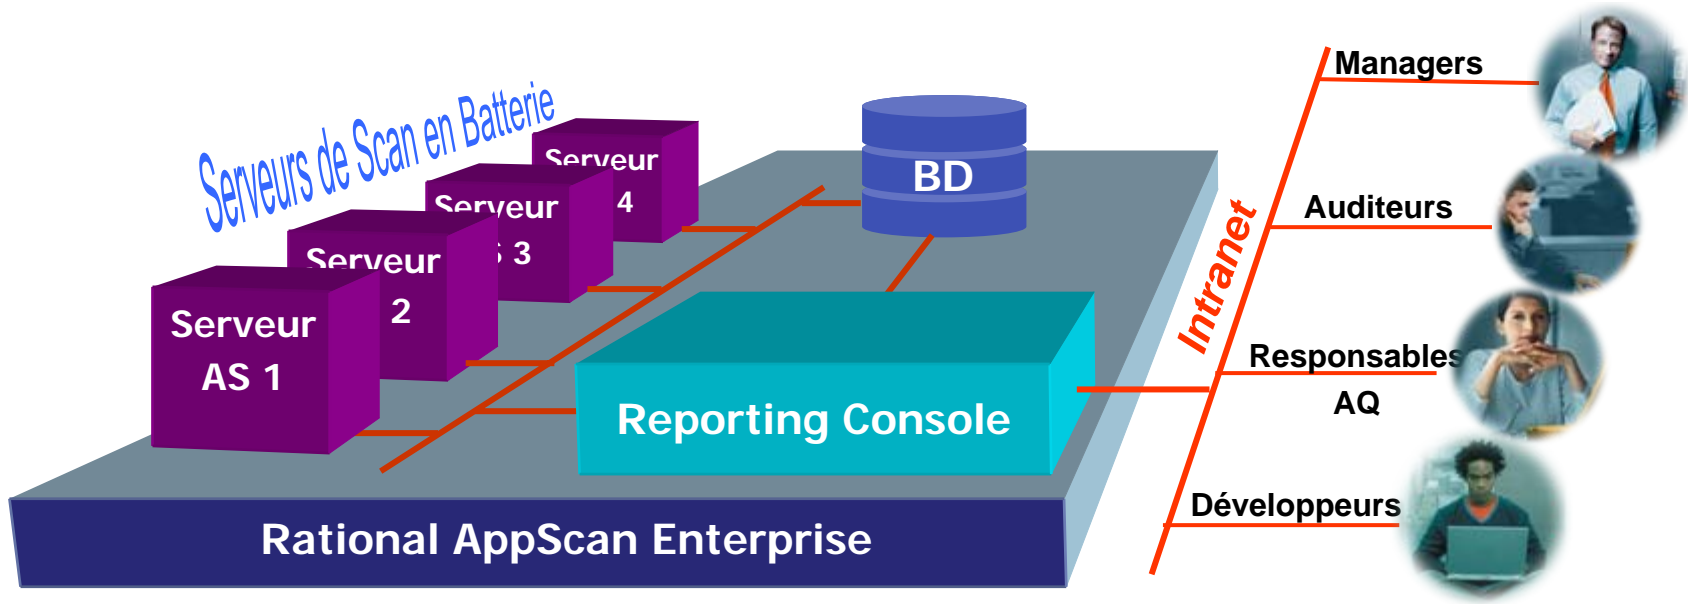 Serveurs de Scan en Batterie
Serveur
AS 1
Serveur
2
Serveur
S 3
Serveur
4
BD
Reporting Console
Rational AppScan Enterprise
Intranet
Managers
Auditeurs
Responsables
AQ
Développeurs